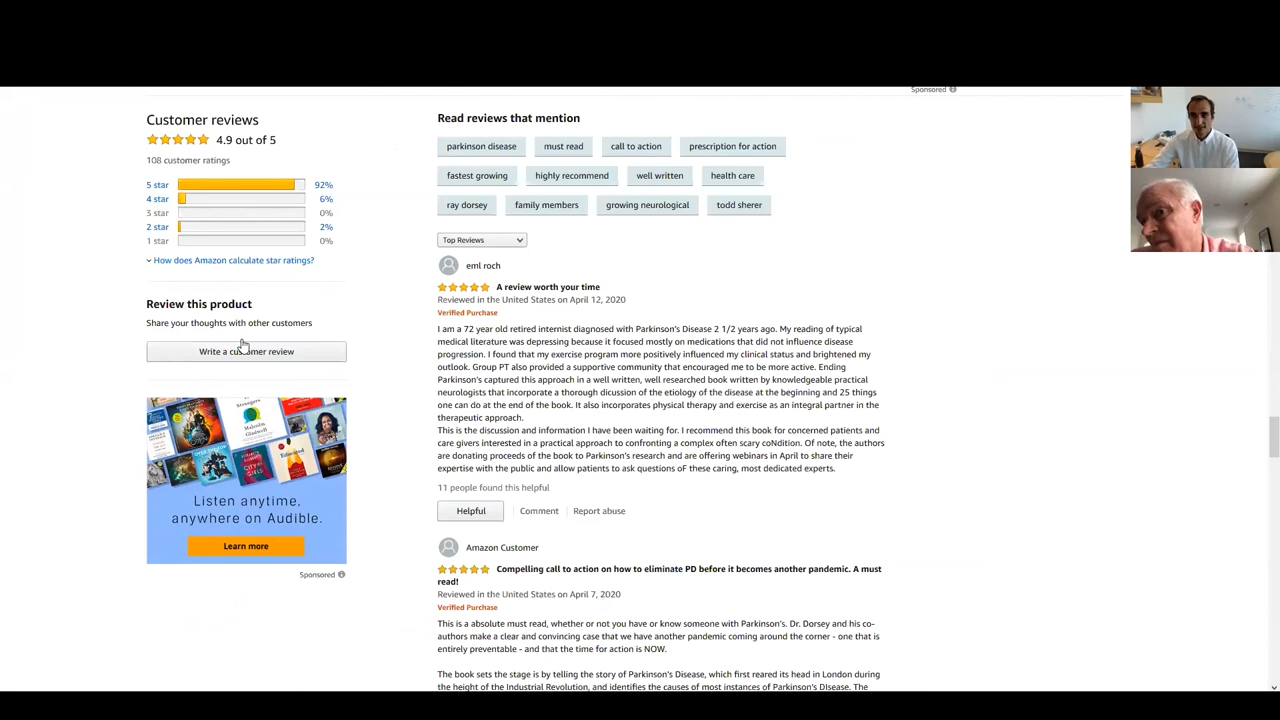 Sponsored
Customer reviews
4.9 out of 5
108 customer ratings
5 star 92%
4 star 6%
3 star 0%
2 star 2%
1 star 0%
How does Amazon calculate star ratings?
Review this product
Share your thoughts with other customers
Write a customer review
Malcolm
Gladwell
Educated
Listen anytime,
anywhere on Audible.
Learn more
Sponsored
Read reviews that mention
parkinson disease must read call to action prescription for action
fastest growing highly recommend well written health care
ray dorsey family members growing neurological todd sherer
Top Reviews
eml roch
A review worth your time
Reviewed in the United States on April 12, 2020
Verified Purchase
I am a 72 year old retired internist diagnosed with Parkinson's Disease 2 1/2 years ago. My reading of typical
medical literature was depressing because it focused mostly on medications that did not influence disease
progression. I found that my exercise program more positively influenced my clinical status and brightened my
outlook. Group PT also provided a supportive community that encouraged me to be more active. Ending
Parkinson's captured this approach in a well written, well researched book written by knowledgeable practical
neurologists that incorporate a thorough dicussion of the etiology of the disease at the beginning and 25 things
one can do at the end of the book. It also incorporates physical therapy and exercise as an integral partner in the
therapeutic approach.
This is the discussion and information I have been waiting for. I recommend this book for concerned patients and
care givers interested in a practical approach to confronting a complex often scary coNdition. Of note, the authors
are donating proceeds of the book to Parkinson's research and are offering webinars in April to share their
expertise with the public and allow patients to ask questions of these caring, most dedicated experts.
11 people found this helpful
Helpful Comment Report abuse
Amazon Customer
Compelling call to action on how to eliminate PD before it becomes another pandemic. A must
read!
Reviewed in the United States on April 7, 2020
Verified Purchase
This is a absolute must read, whether or not you have or know someone with Parkinson's. Dr. Dorsey and his co-
authors make a clear and convincing case that we have another pandemic coming around the corner - one that is
entirely preventable - and that the time for action is NOW.
The book sets the stage is by telling the story of Parkinson's Disease, which first reared its head in London during
the height of the Industrial Revolution, and identifies the causes of most instances of Parkinson's DIsease. The